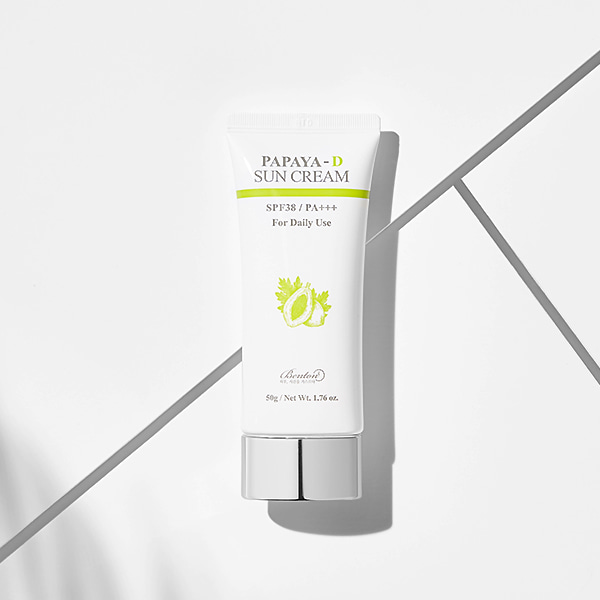 PAPAYA-D
SUN CREAM
SPF38 / PA+++
For Daily Use
Benton
50g / Net Wt. 1.76 oz.